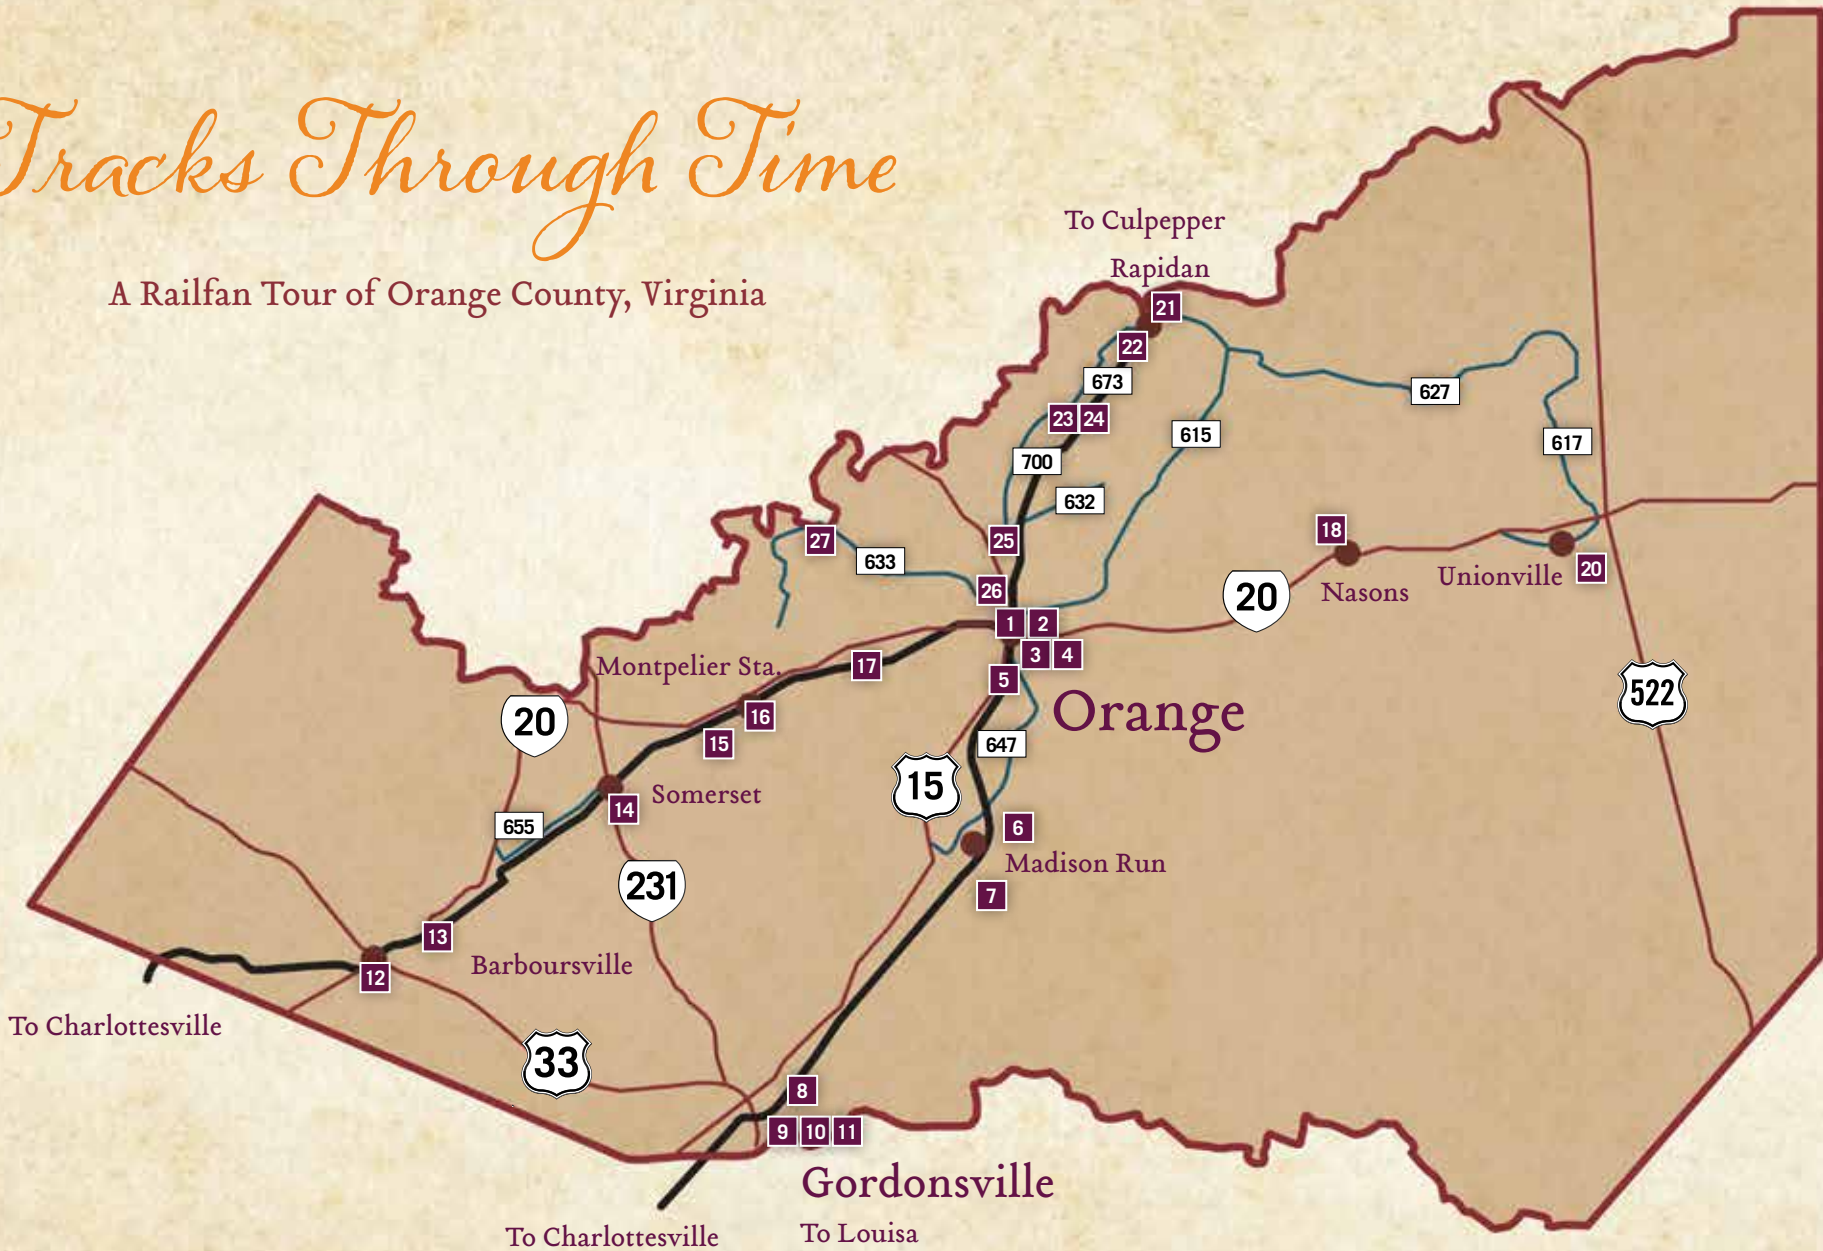 Tracks Through Time
A Railfan Tour of Orange County, Virginia
To Culpepper
Rapidan
21
22
673
23 24
627
615
617
700
632
18
27
25
633
20
Nasons
Unionville
20
26
1 2
3 4
5
Montpelier Sta.
17
Orange
522
16
20
15
647
15
Somerset
14
655
6
Madison Run
231
7
13
Barboursville
12
To Charlottesville
33
8
9 10 11
Gordonsville
To Charlottesville
To Louisa